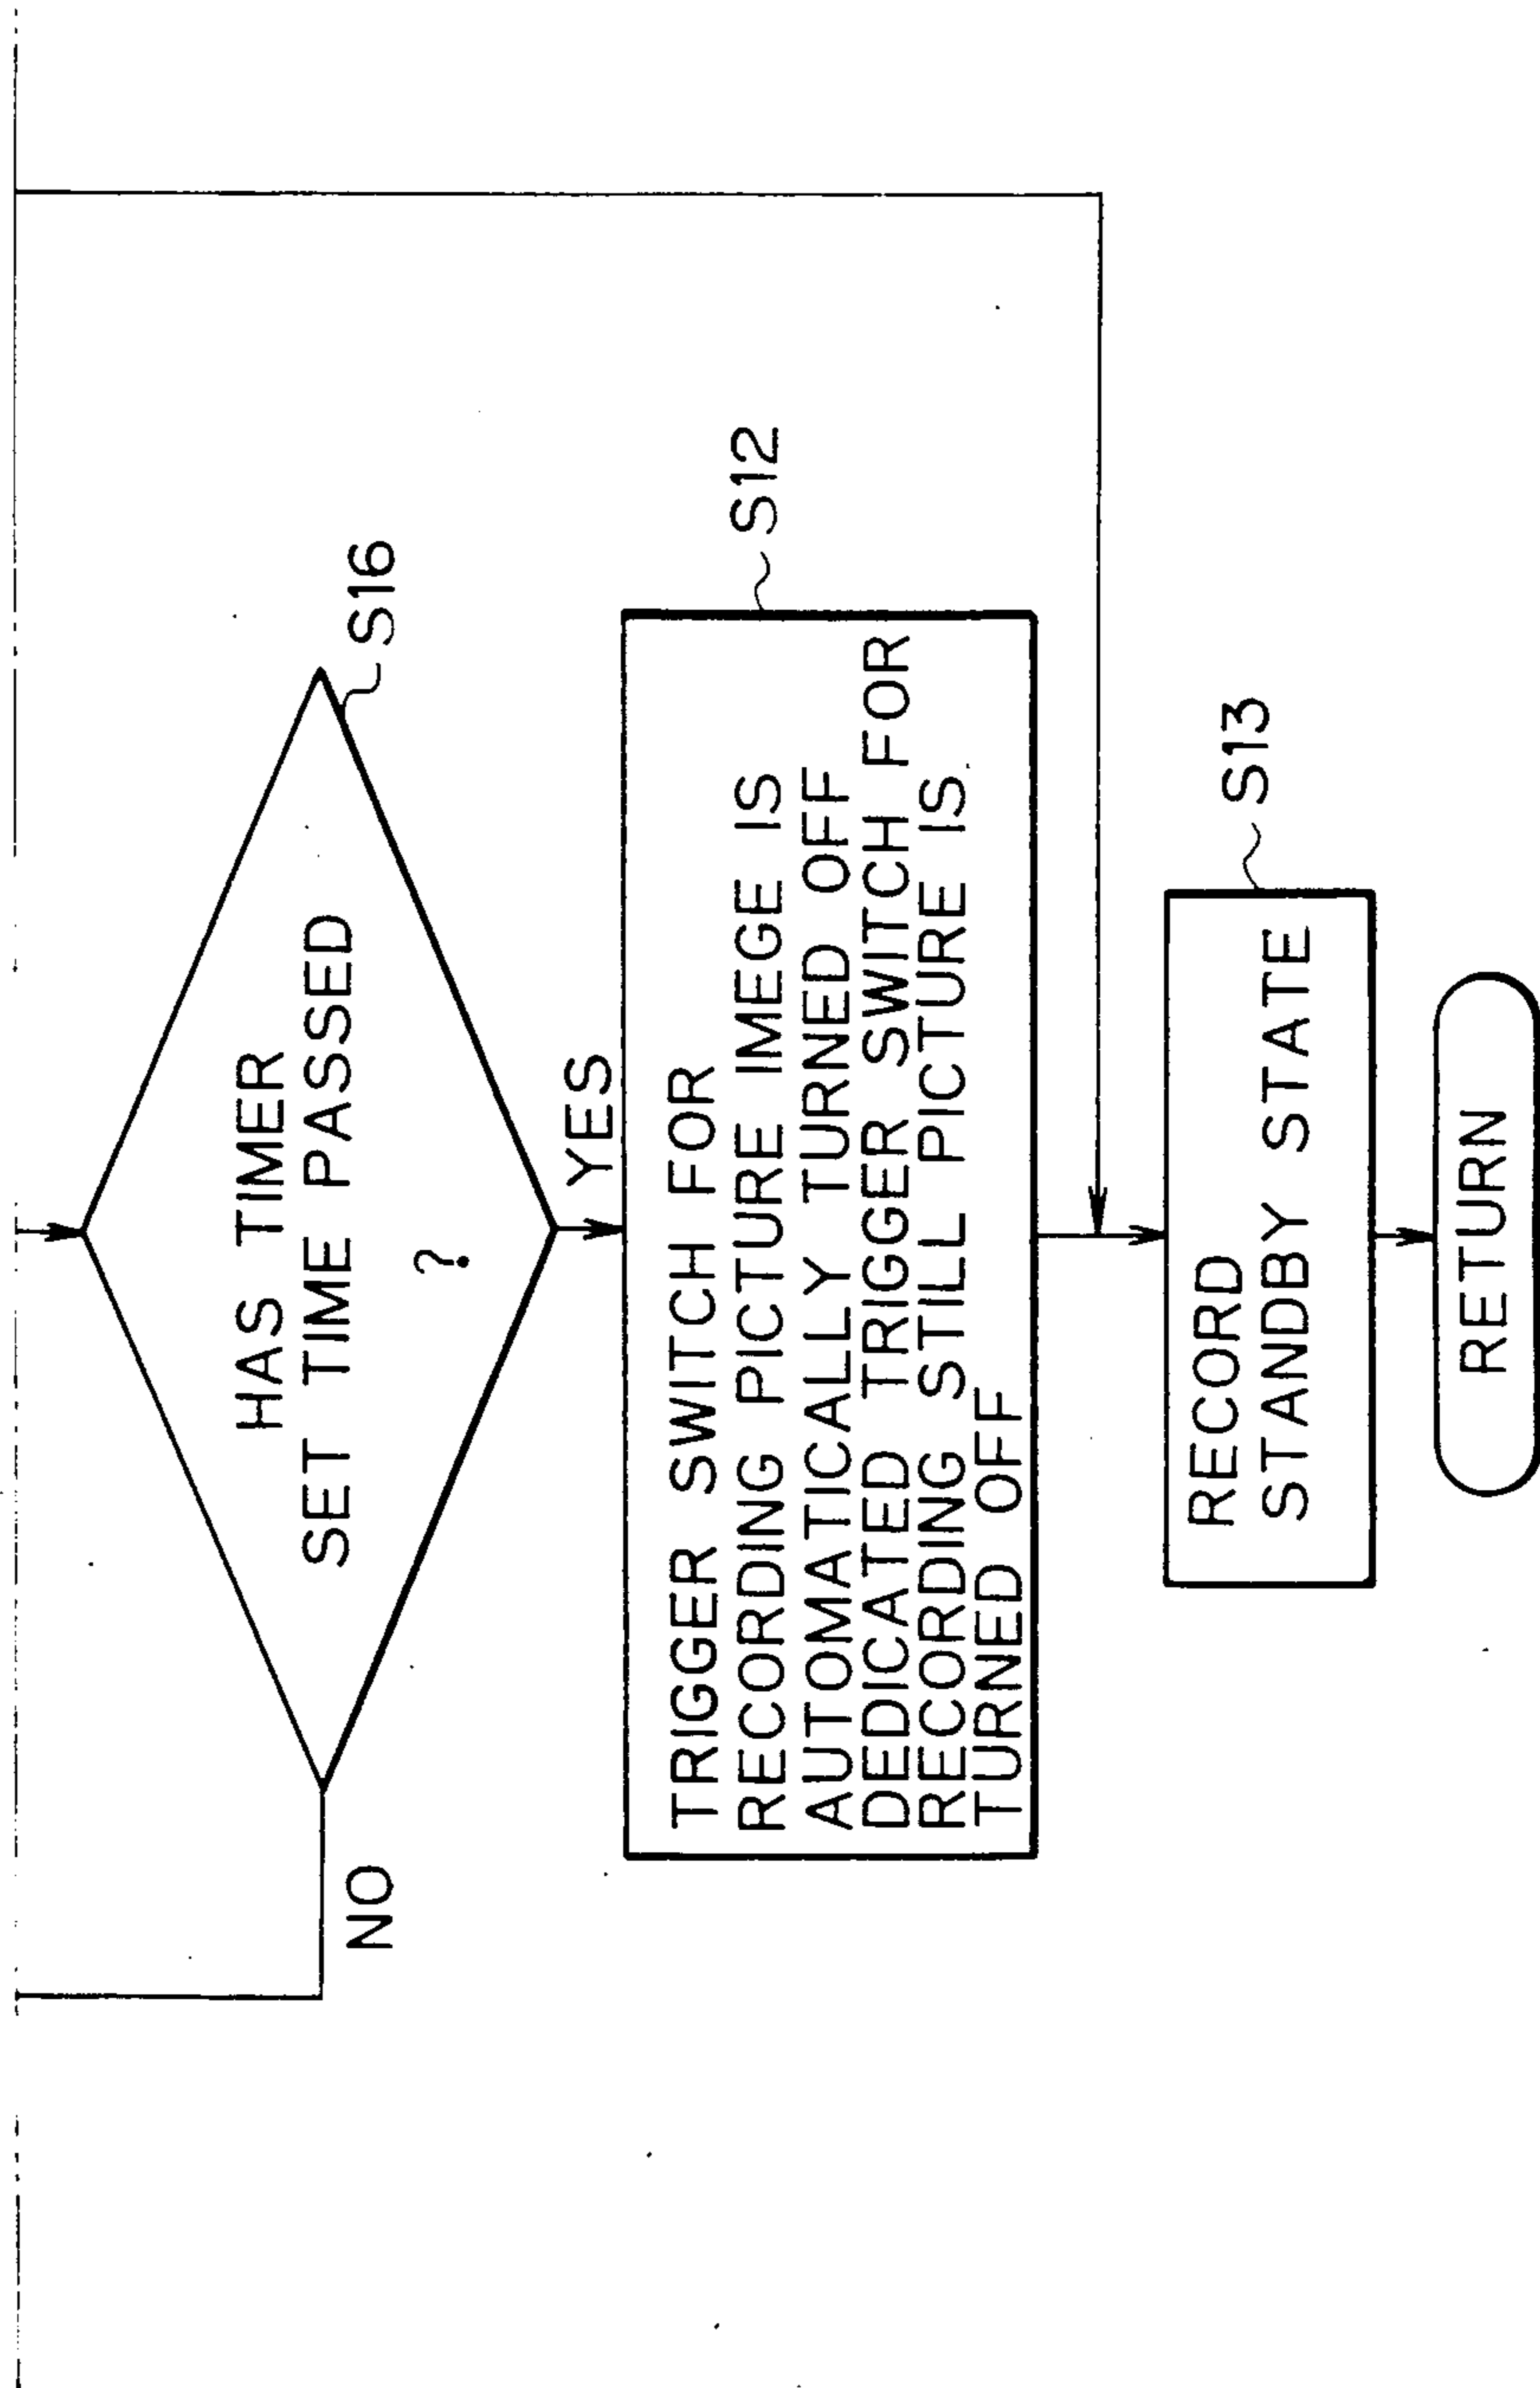 HAS TIMER
SET TIME PASSED
?
S16
NO
YES
TRIGGER SWITCH FOR
RECORDING PICTURE IMEGE IS
AUTOMATICALLY TURNED OFF
DEDICATED TRIGGER SWITCH FOR
RECORDING STILL PICTURE IS
TURNED OFF
S12
RECORD
STANDBY STATE
S13
RETURN